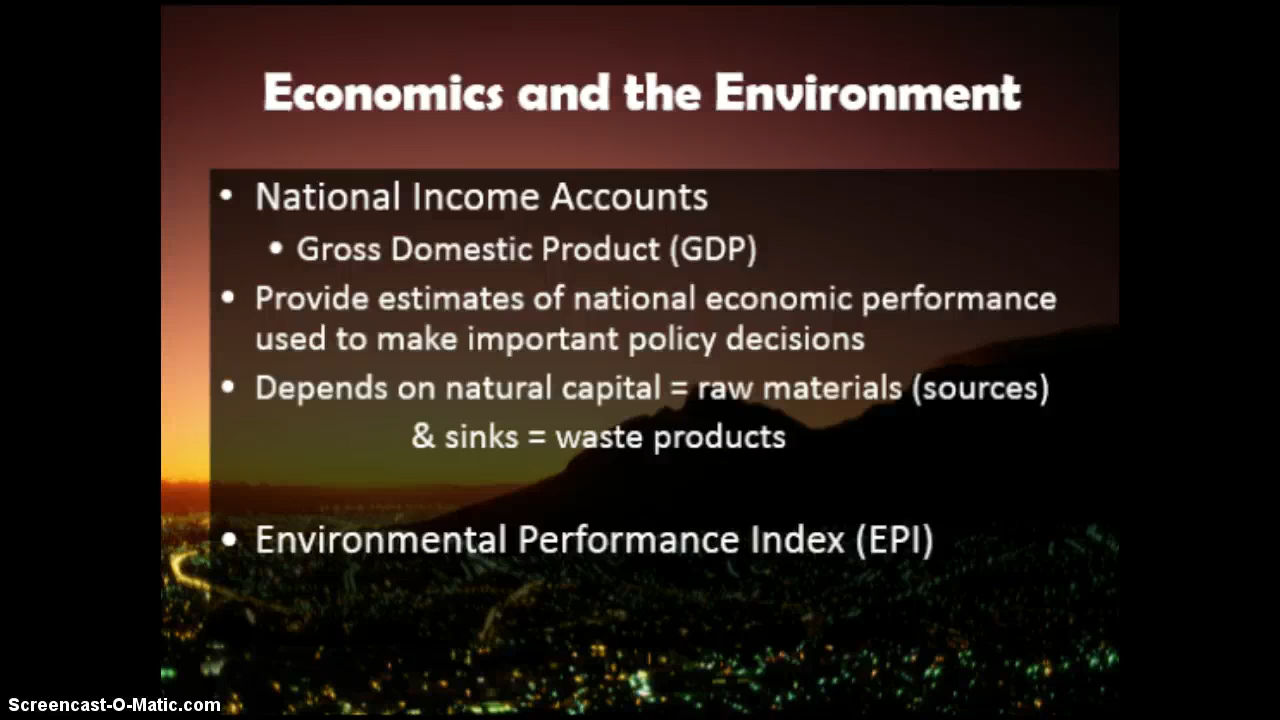 Economics and the Environment
• National Income Accounts
• Gross Domestic Product (GDP)
• Provide estimates of national economic performance
used to make important policy decisions
• Depends on natural capital = raw materials (sources)
& sinks = waste products
• Environmental Performance Index (EPI)
Screencast-O-Matic.com